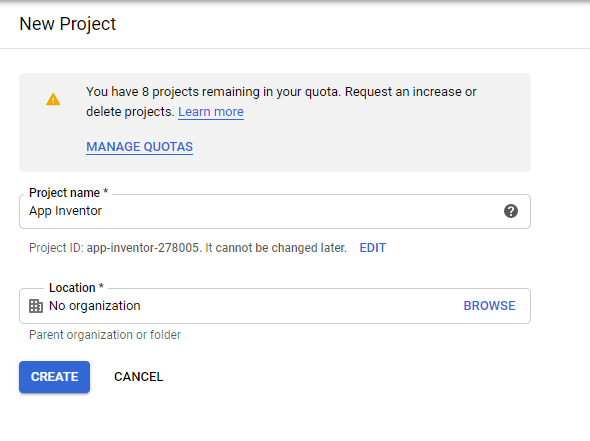 New Project
You have 8 projects remaining in your quota. Request an increase or
delete projects. Learn more
MANAGE QUOTAS
Project name *
App Inventor
Project ID: app-inventor-278005. It cannot be changed later. EDIT
Location *
No organization BROWSE
Parent organization or folder
CREATE CANCEL